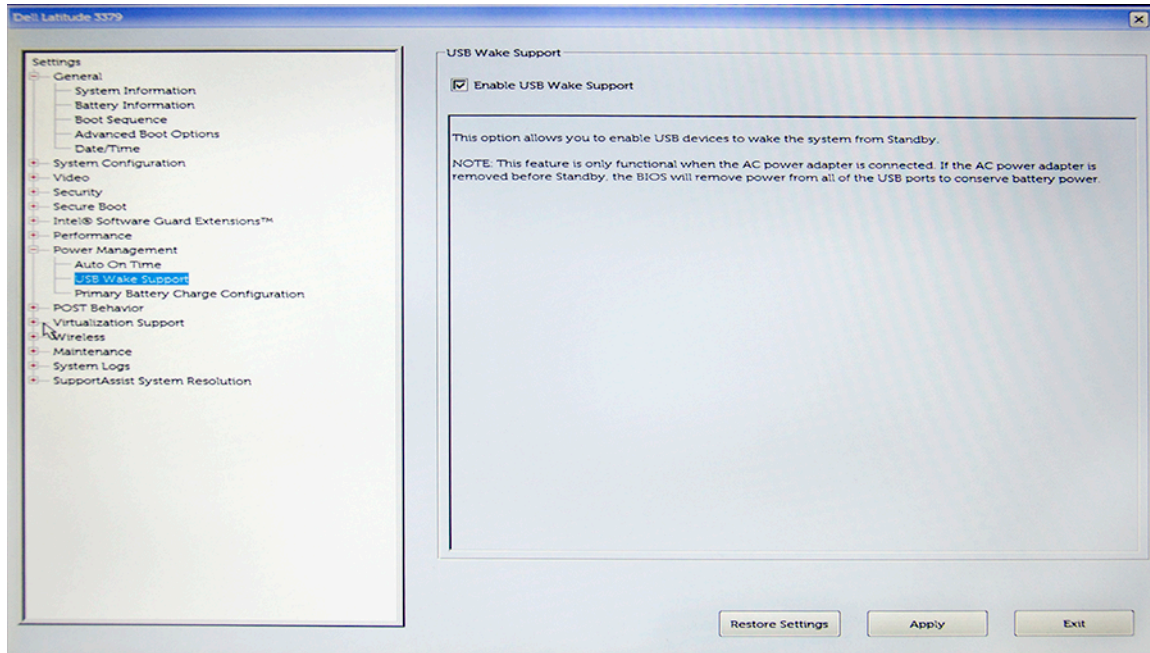 Dell Latitude 3379
Settings
General
System Information
Battery Information
Boot Sequence
Advanced Boot Options
Date/Time
System Configuration
Video
Security
Secure Boot
Intel® Software Guard Extensions™
Performance
Power Management
Auto On Time
USB Wake Support
Primary Battery Charge Configuration
POST Behavior
Virtualization Support
Wireless
Maintenance
System Logs
SupportAssist System Resolution
USB Wake Support
Enable USB Wake Support
This option allows you to enable USB devices to wake the system from Standby.
NOTE: This feature is only functional when the AC power adapter is connected. If the AC power adapter is
removed before Standby, the BIOS will remove power from all of the USB ports to conserve battery power.
Restore Settings
Apply
Exit